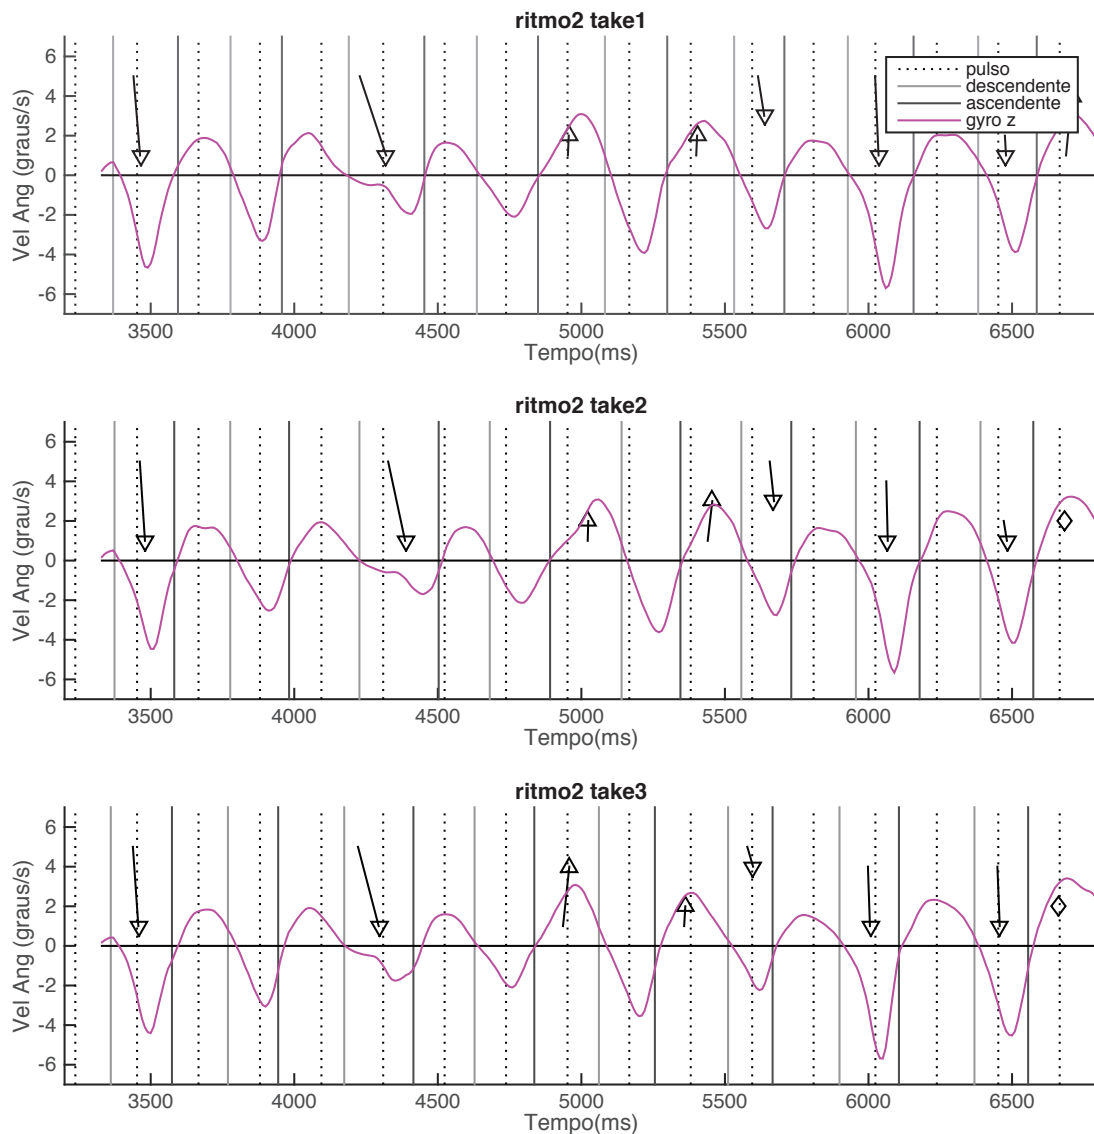 ritmo2 take1
Vel Ang (graus/s)
6
4
2
0
-2
-4
-6
pulso
descendente
ascendente
gyro z
3500 4000 4500 5000 5500 6000 6500
Tempo(ms)
ritmo2 take2
Vel Ang (grau/s)
6
4
2
0
-2
-4
-6
3500 4000 4500 5000 5500 6000 6500
Tempo(ms)
ritmo2 take3
Vel Ang (graus/s)
6
4
2
0
-2
-4
-6
3500 4000 4500 5000 5500 6000 6500
Tempo(ms)